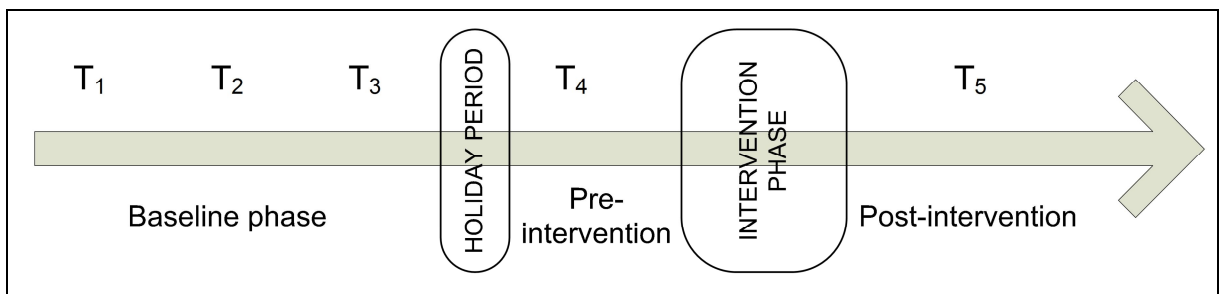 T₁ T₂ T₃ T₄ T₅
HOLIDAY PERIOD
INTERVENTION
PHASE
Baseline phase
Pre-
intervention
Post-intervention